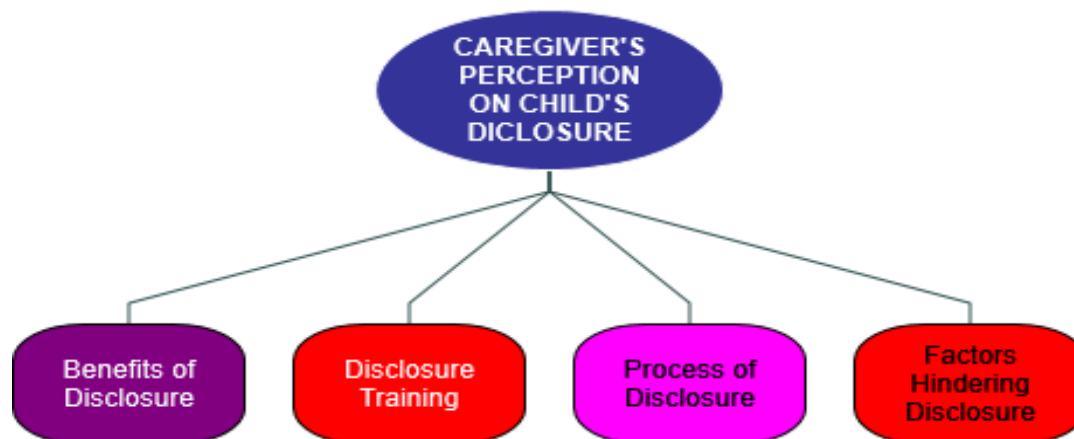 CAREGIVER'S
PERCEPTION
ON CHILD'S
DICLOSURE
Benefits of
Disclosure
Disclosure
Training
Process of
Disclosure
Factors
Hindering
Disclosure